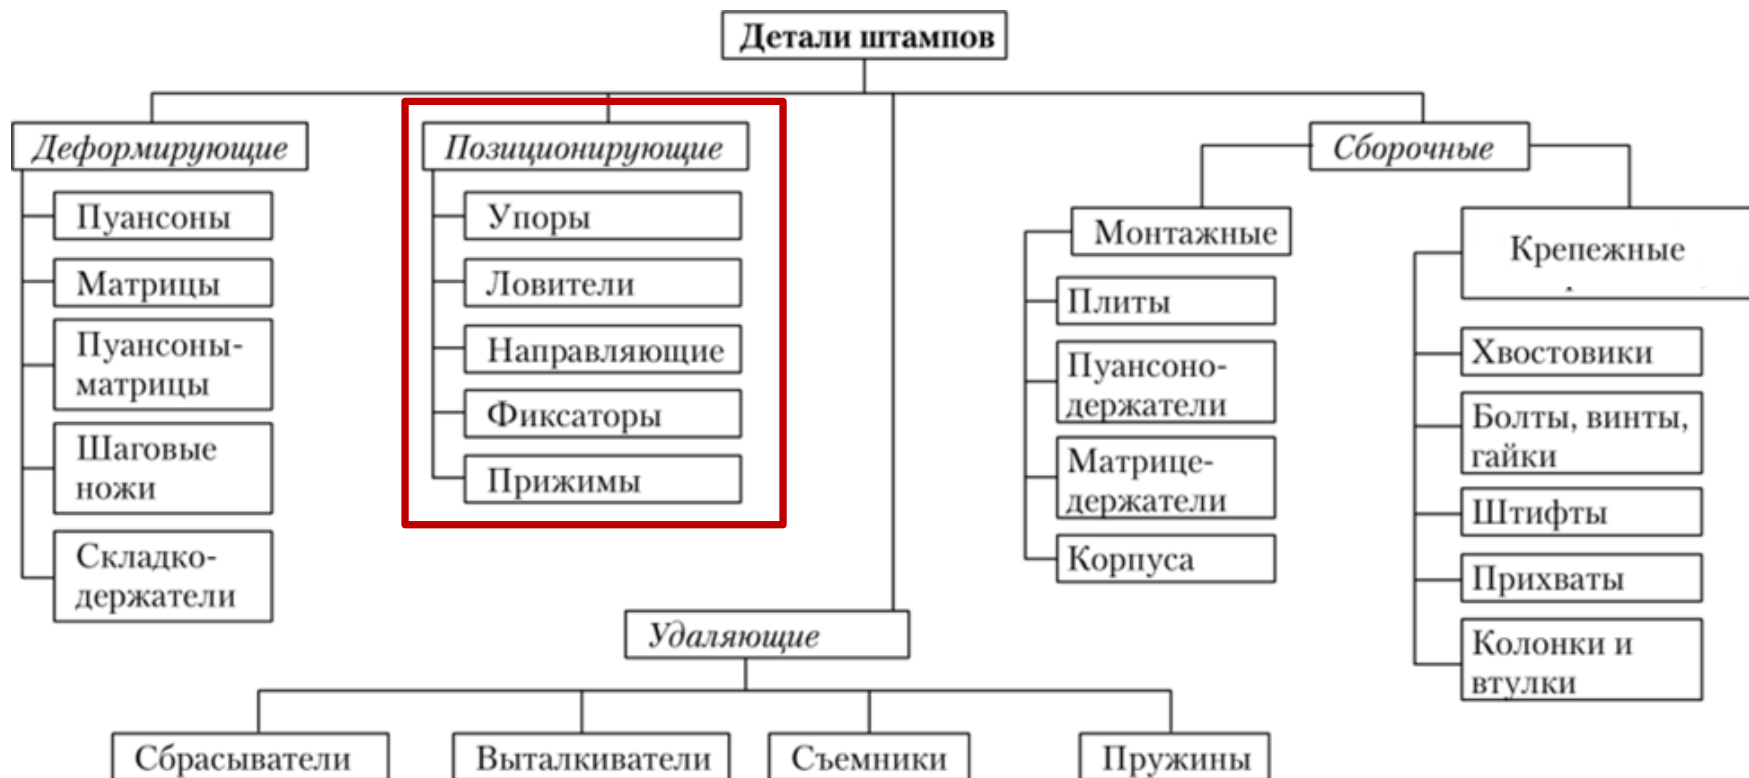 Детали штампов
Деформирующие
Пуансоны
Матрицы
Пуансоны-
матрицы
Шаговые
ножи
Складко-
держатели
Позиционирующие
Упоры
Ловители
Направляющие
Фиксаторы
Прижимы
Сборочные
Монтажные
Плиты
Пуансоно-
держатели
Матрице-
держатели
Корпуса
Крепежные
Хвостовики
Болты, винты,
гайки
Штифты
Прихваты
Колонки и
втулки
Удаляющие
Сбрасыватели
Выталкиватели
Съемники
Пружины